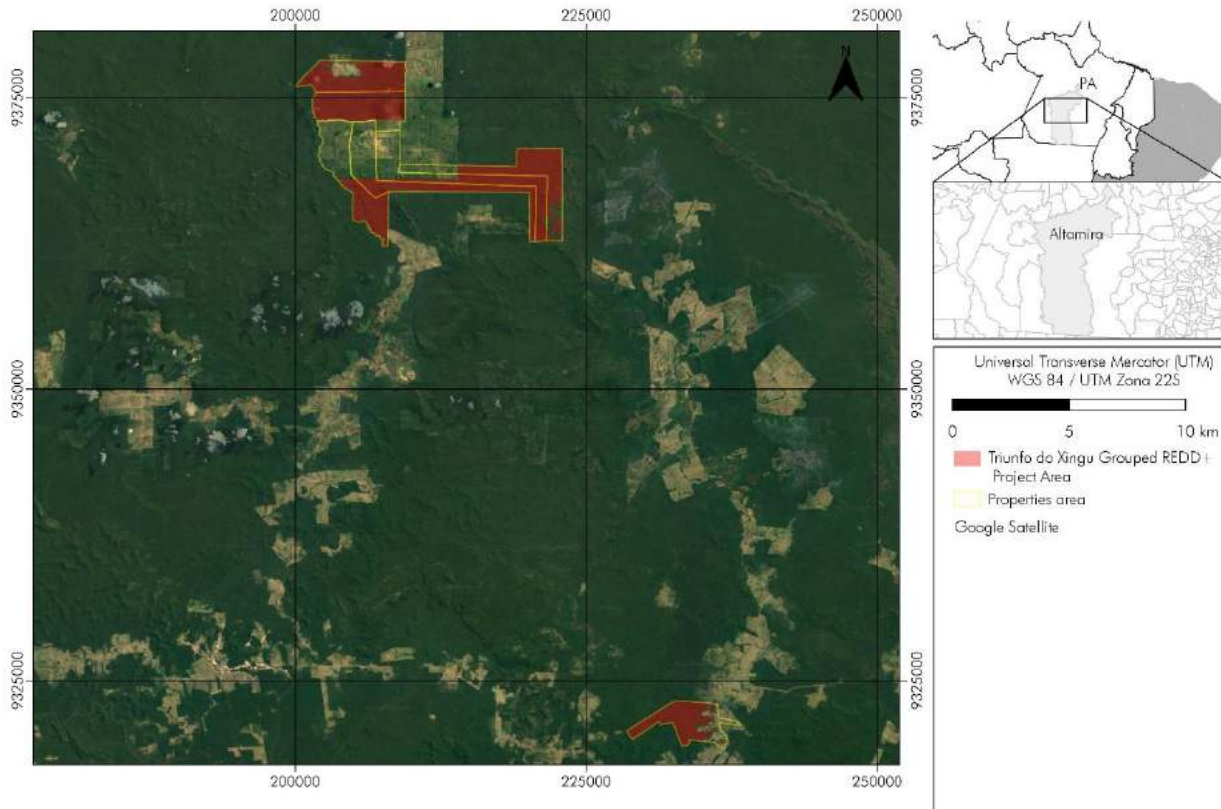 200000
225000
250000
N
9375000
9375000
9350000
9350000
9325000
9325000
200000
225000
250000
PA
Altamira
Universal Transverse Mercator (UTM)
WGS 84 / UTM Zona 22S
0 5 10 km
Triunfo do Xingu Grouped REDD+
Project Area
Properties area
Google Satellite